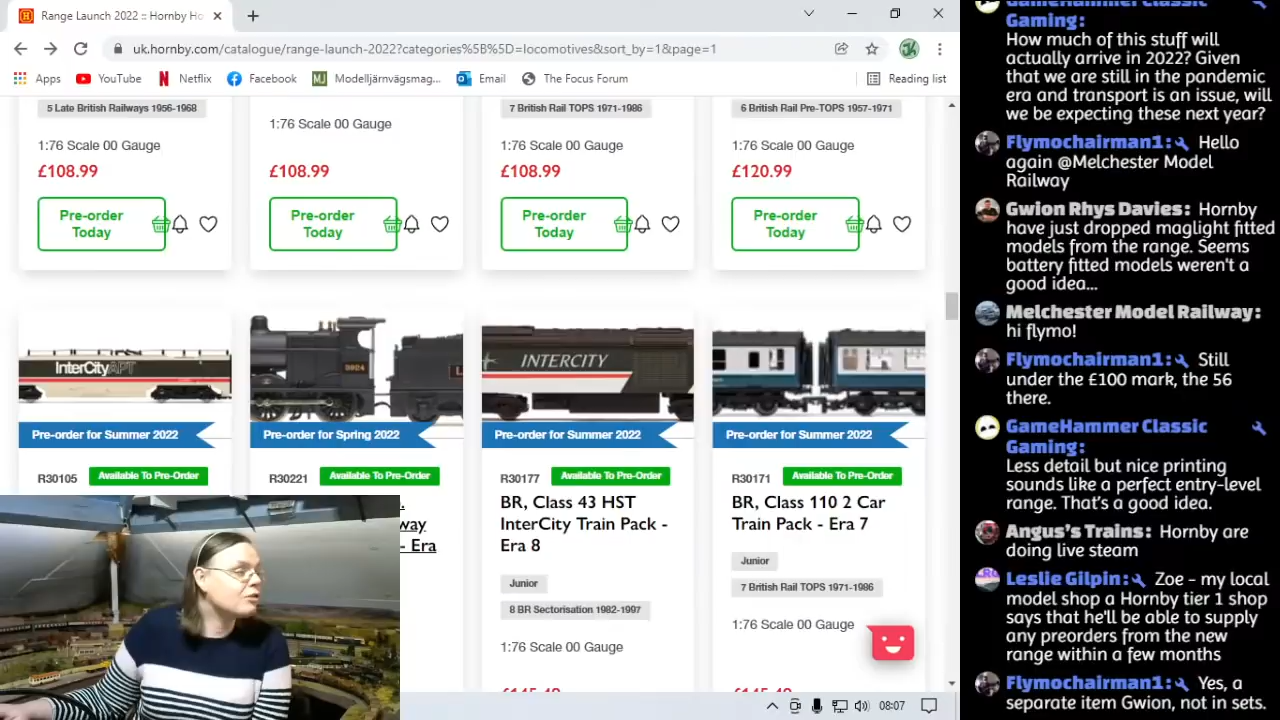 Range Launch 2022 :: Hornby Ho
uk.hornby.com/catalogue/range-launch-2022?categories%5B%5D=locomotives&sort_by=1&page=1
Apps YouTube Netflix Facebook Modelljärnvägsmag... Email The Focus Forum Reading list
5 Late British Railways 1956-1968
1:76 Scale 00 Gauge
£108.99
Pre-order
Today
1:76 Scale 00 Gauge
£108.99
Pre-order
Today
7 British Rail TOPS 1971-1986
1:76 Scale 00 Gauge
£108.99
Pre-order
Today
6 British Rail Pre-TOPS 1957-1971
1:76 Scale 00 Gauge
£120.99
Pre-order
Today
InterCity APT
Pre-order for Summer 2022
R30105 Available To Pre-Order
3924
Pre-order for Spring 2022
R30221 Available To Pre-Order
way
- Era
INTERCITY
Pre-order for Summer 2022
R30177 Available To Pre-Order
BR, Class 43 HST
InterCity Train Pack -
Era 8
Junior
8 BR Sectorisation 1982-1997
1:76 Scale 00 Gauge
£145.49
Pre-order for Summer 2022
R30171 Available To Pre-Order
BR, Class 110 2 Car
Train Pack - Era 7
Junior
7 British Rail TOPS 1971-1986
1:76 Scale 00 Gauge
£145.49
08:07
GameHammer Classic
Gaming:
How much of this stuff will
actually arrive in 2022? Given
that we are still in the pandemic
era and transport is an issue, will
we be expecting these next year?
Flymochairman1: Hello
again @Melchester Model
Railway
Gwion Rhys Davies: Hornby
have just dropped maglight fitted
models from the range. Seems
battery fitted models weren't a
good idea...
Melchester Model Railway:
hi flymo!
Flymochairman1: Still
under the £100 mark, the 56
there.
GameHammer Classic
Gaming:
Less detail but nice printing
sounds like a perfect entry-level
range. That's a good idea.
Angus's Trains: Hornby are
doing live steam
Leslie Gilpin: Zoe - my local
model shop a Hornby tier 1 shop
says that he'll be able to supply
any preorders from the new
range within a few months
Flymochairman1: Yes, a
separate item Gwion, not in sets.